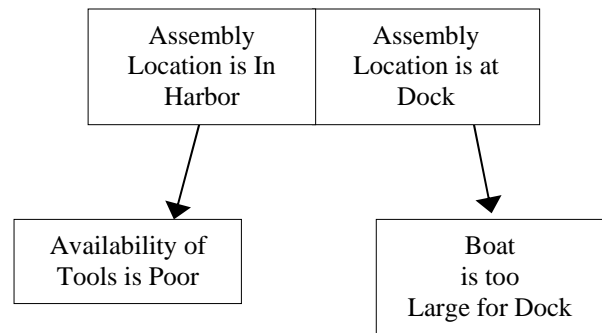 Assembly
Location is In
Harbor
Assembly
Location is at
Dock
Availability of
Tools is Poor
Boat
is too
Large for Dock